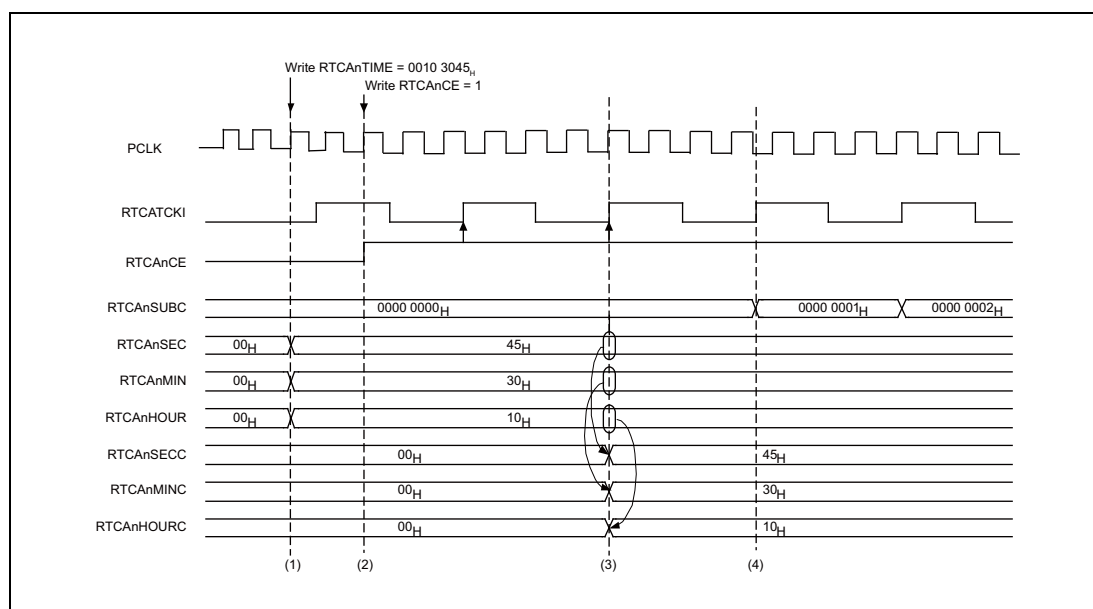 Write RTCAnTIME = 0010 3045H
Write RTCAnCE = 1
PCLK
RTCATCKI
RTCAnCE
RTCAnSUBC 0000 0000H 0000 0001H 0000 0002H
RTCAnSEC 00H 45H
RTCAnMIN 00H 30H
RTCAnHOUR 00H 10H
RTCAnSECC 00H 45H
RTCAnMINC 00H 30H
RTCAnHOURC 00H 10H
(1) (2) (3) (4)